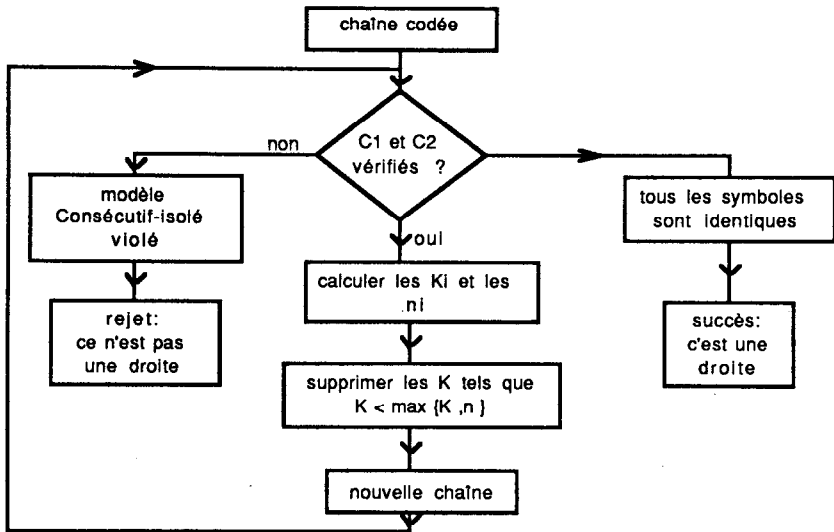 chaîne codée
non
C1 et C2
vérifiés ?
modèle
Consécutif-isolé
violé
tous les symboles
sont identiques
oui
calculer les Ki et les
ni
rejet:
ce n'est pas
une droite
succès:
c'est une
droite
supprimer les K tels que
K < max {K ,n }
nouvelle chaîne